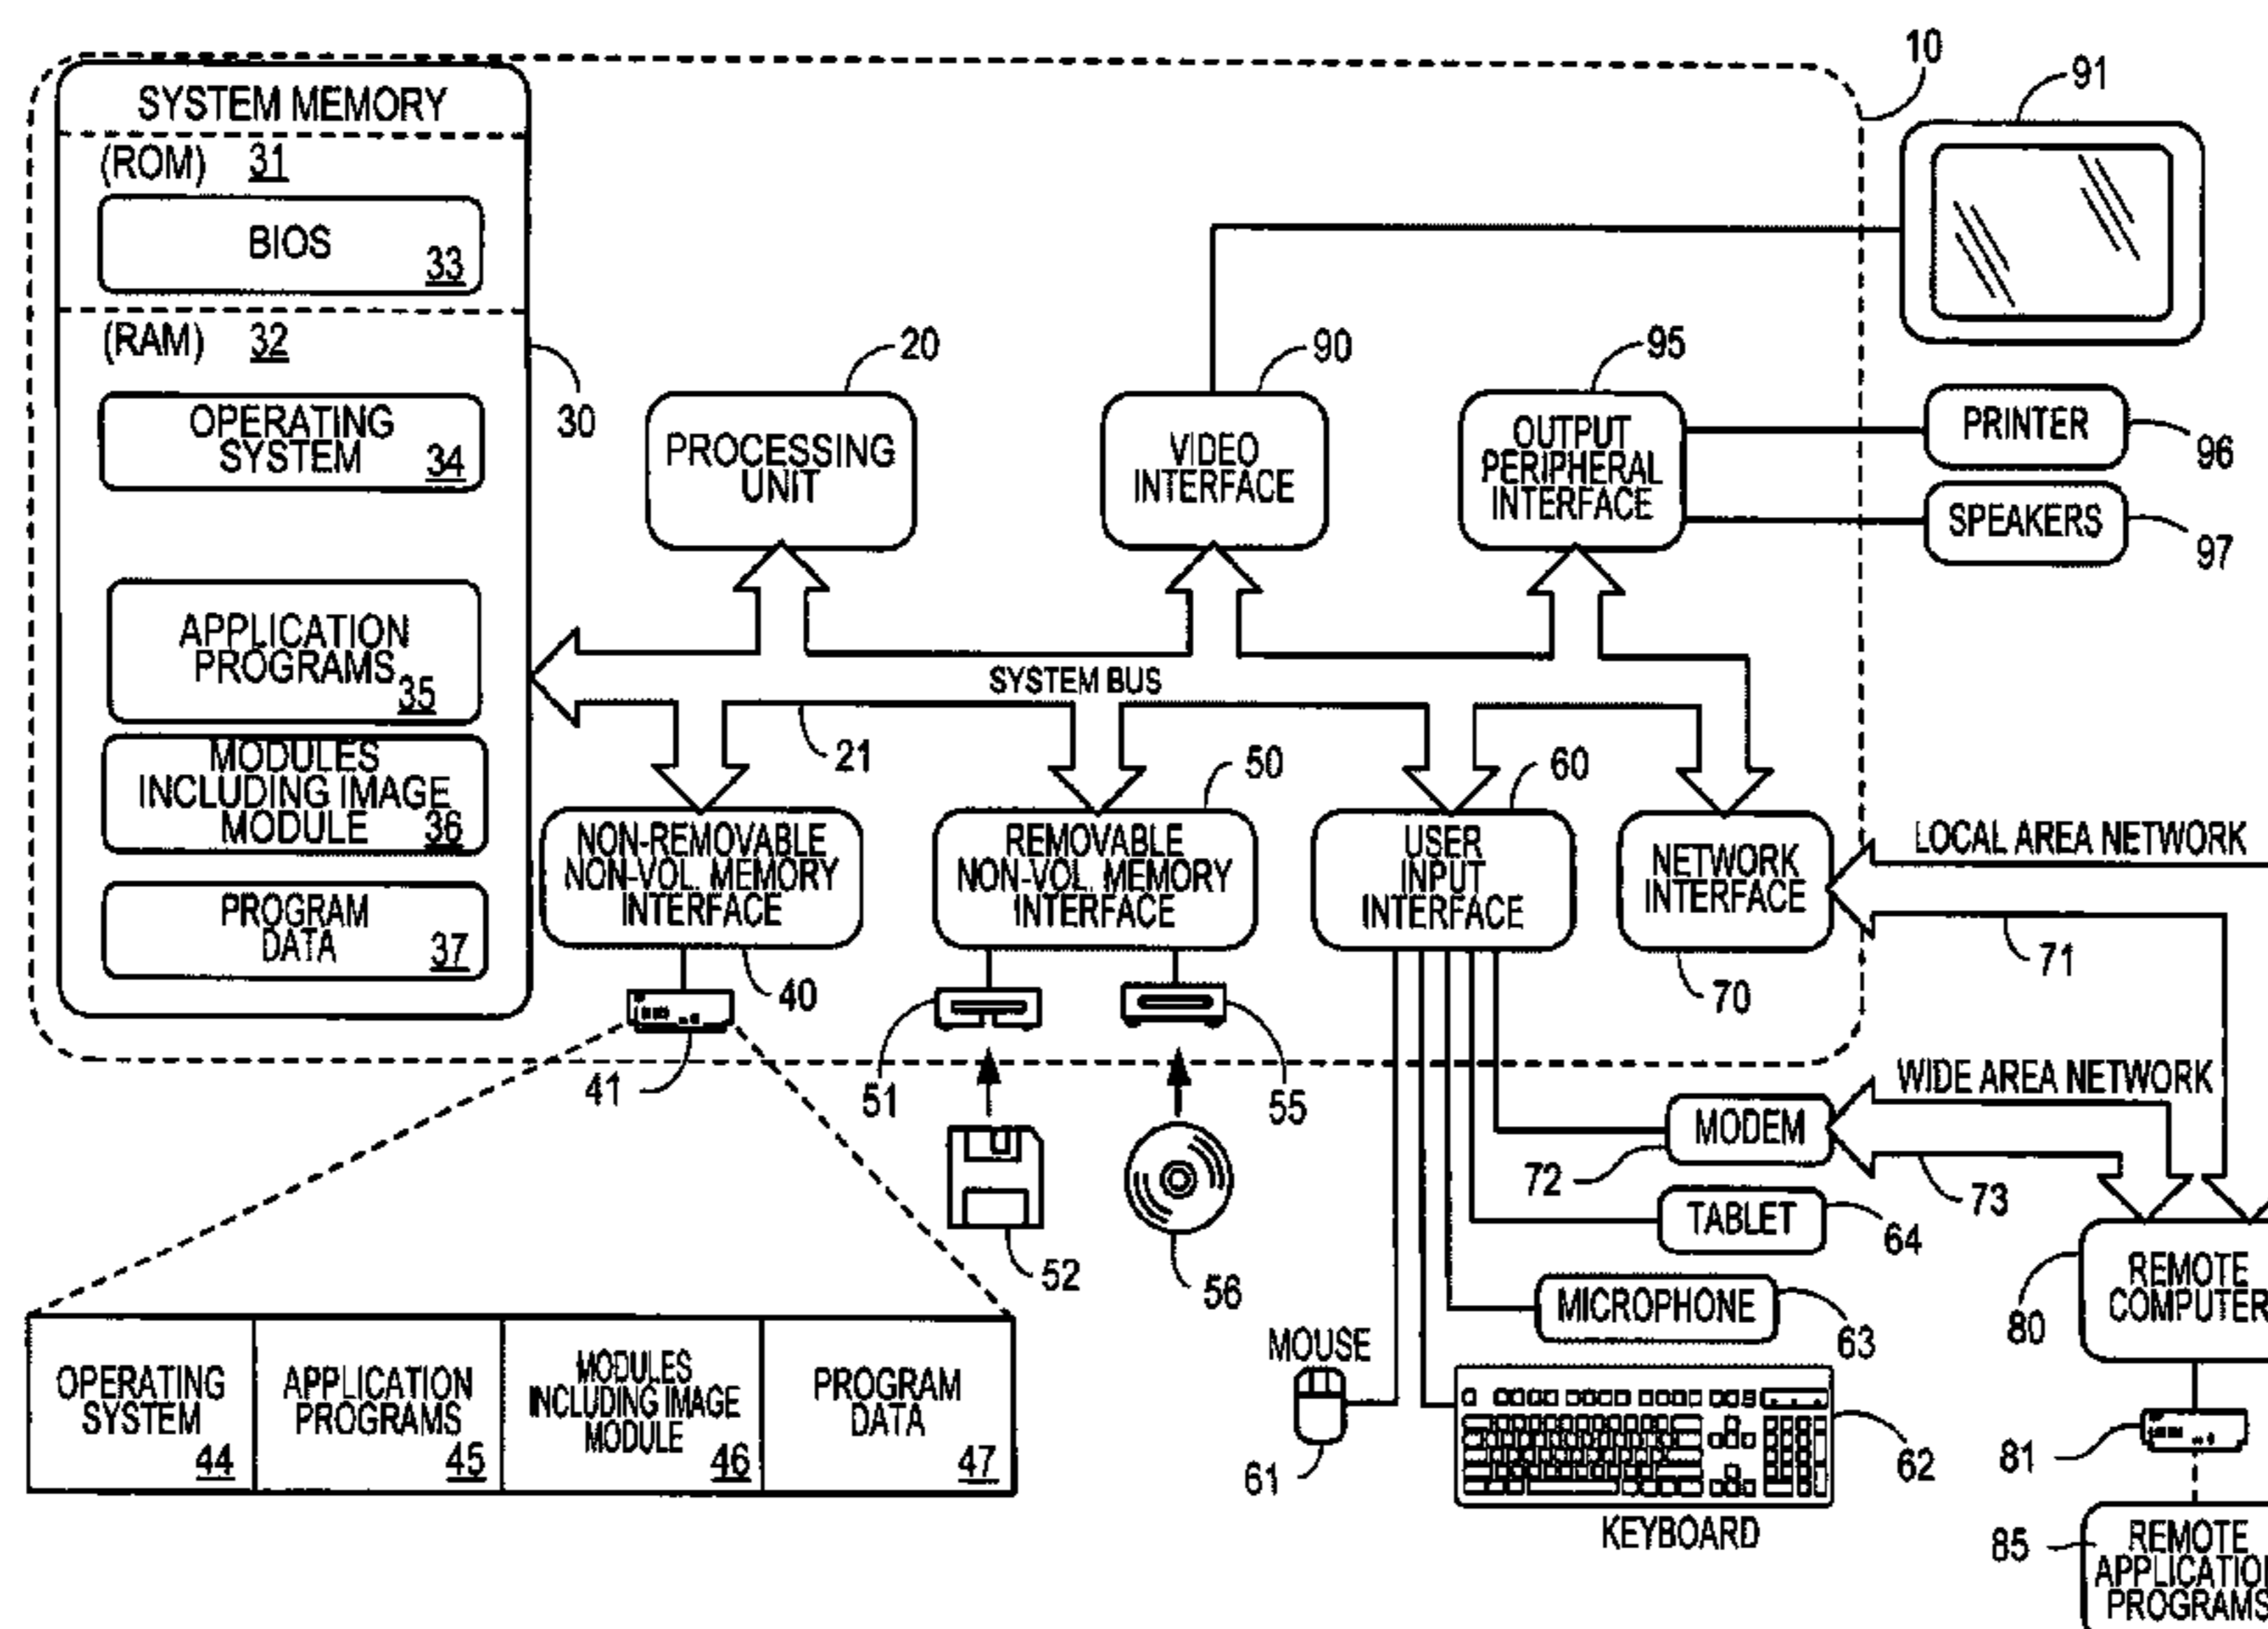 10
91
SYSTEM MEMORY
(ROM) 31
BIOS
33
(RAM) 32
30
OPERATING
SYSTEM
34
APPLICATION
PROGRAMS
35
MODULES
INCLUDING IMAGE
MODULE
36
PROGRAM
DATA
37
20
PROCESSING
UNIT
90
VIDEO
INTERFACE
95
OUTPUT
PERIPHERAL
INTERFACE
PRINTER
96
SPEAKERS
97
SYSTEM BUS
21
NON-REMOVABLE
NON-VOL. MEMORY
INTERFACE
40
41
50
REMOVABLE
NON-VOL. MEMORY
INTERFACE
51
55
52
56
60
USER
INPUT
INTERFACE
NETWORK
INTERFACE
70
LOCAL AREA NETWORK
71
WIDE AREA NETWORK
73
MODEM
72
TABLET
64
MICROPHONE
63
MOUSE
61
62
KEYBOARD
80
REMOTE
COMPUTER
81
85
REMOTE
APPLICATION
PROGRAMS
OPERATING
SYSTEM
44
APPLICATION
PROGRAMS
45
MODULES
INCLUDING IMAGE
MODULE
46
PROGRAM
DATA
47